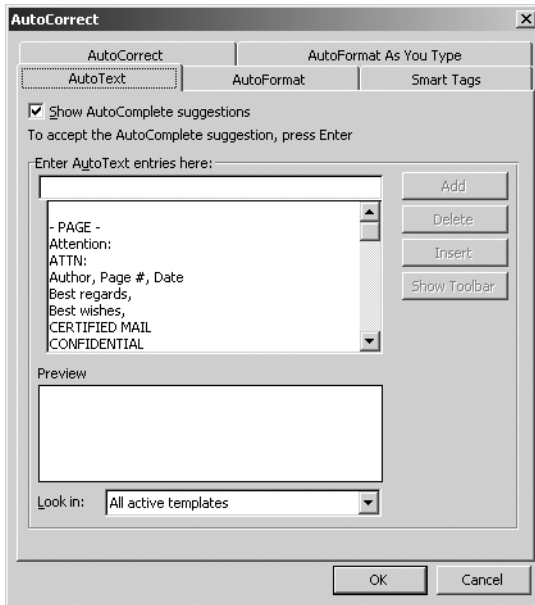 AutoCorrect
AutoCorrect AutoFormat As You Type
AutoText AutoFormat Smart Tags
Show AutoComplete suggestions
To accept the AutoComplete suggestion, press Enter
Enter AutoText entries here:
Add
- PAGE -
Delete
Attention:
ATTN:
Insert
Author, Page #, Date
Show Toolbar
Best regards,
Best wishes,
CERTIFIED MAIL
CONFIDENTIAL
Preview
Look in: All active templates
OK Cancel